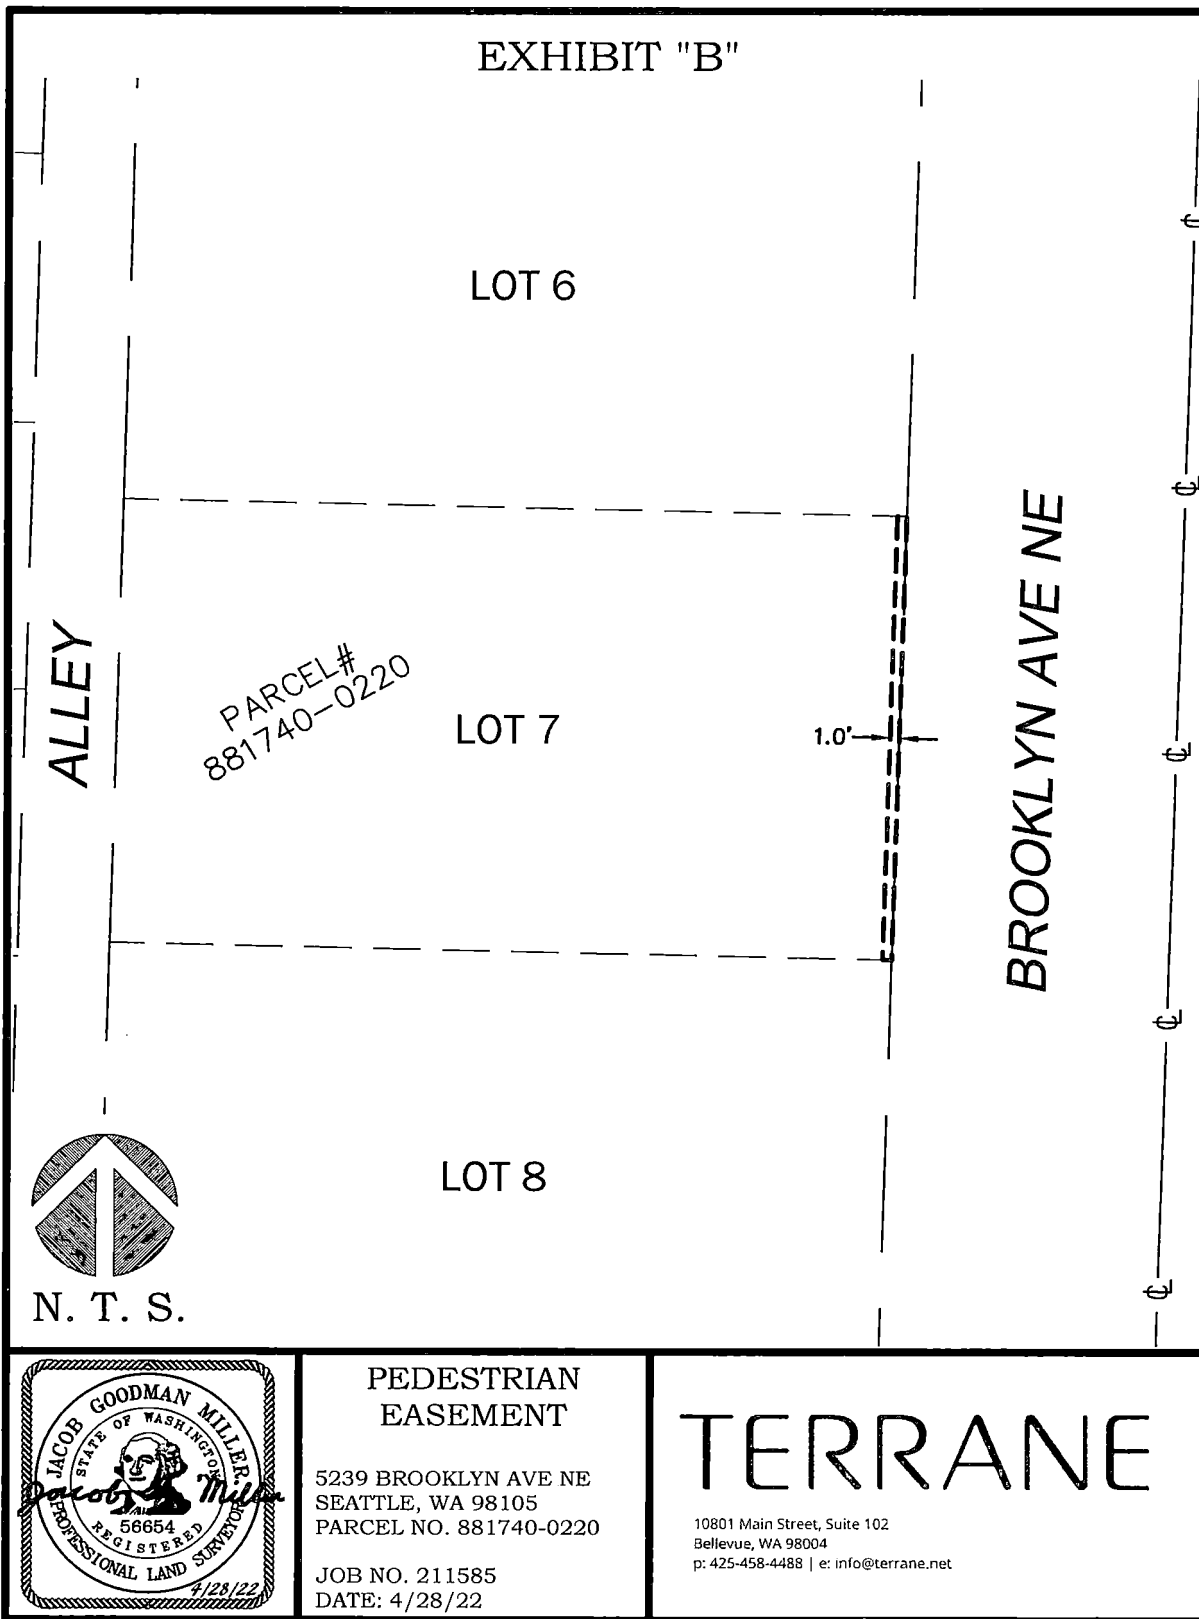 EXHIBIT "B"
LOT 6
ALLEY
PARCEL#
881740-0220
LOT 7
1.0'
BROOKLYN AVE NE
LOT 8
N. T. S.
JACOB GOODMAN MILLER
STATE OF WASHINGTON
Jacob G Miller
56654
REGISTERED
PROFESSIONAL LAND SURVEYOR
4/28/22
PEDESTRIAN
EASEMENT
5239 BROOKLYN AVE NE
SEATTLE, WA 98105
PARCEL NO. 881740-0220
JOB NO. 211585
DATE: 4/28/22
TERRANE
10801 Main Street, Suite 102
Bellevue, WA 98004
p: 425-458-4488 | e: info@terrane.net